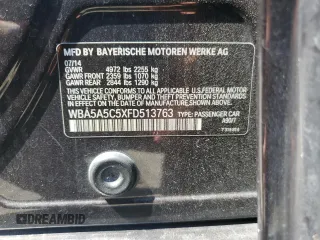 MFD BY BAYERISCHE MOTOREN WERKE AG
07/14
GVWR 4972 lbs 2255 kg
GAWR FRONT 2359 lbs 1070 kg
GAWR REAR 2844 lbs 1290 kg
THIS VEHICLE CONFORMS TO ALL APPLICABLE
FEDERAL MOTOR VEHICLE SAFETY, BUMPER,
AND THEFT PREVENTION STANDARDS IN EFFECT
ON THE DATE OF MANUFACTURE SHOWN ABOVE.
WBA5A5C5XFD513763 TYPE: PASSENGER CAR
A90/7
DREAMBID